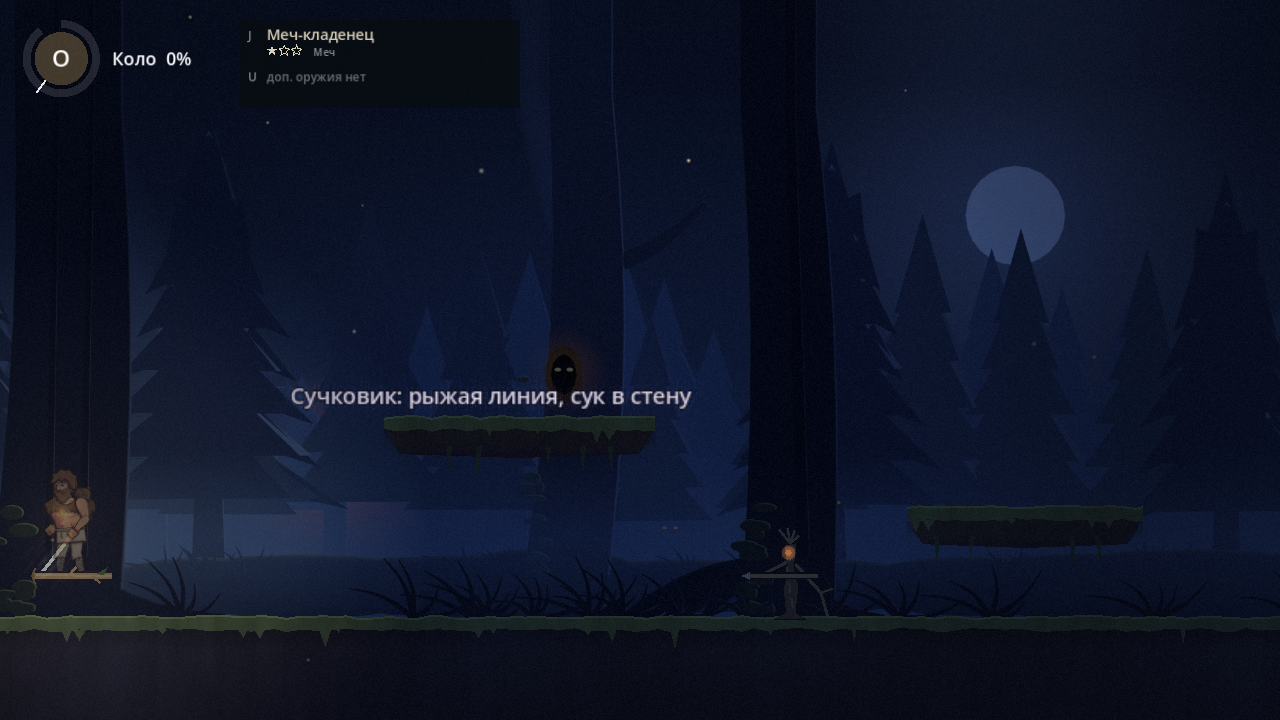 О
Коло 0%
J Меч-кладенец
Меч
U доп. оружия нет
Сучковик: рыжая линия, сук в стену